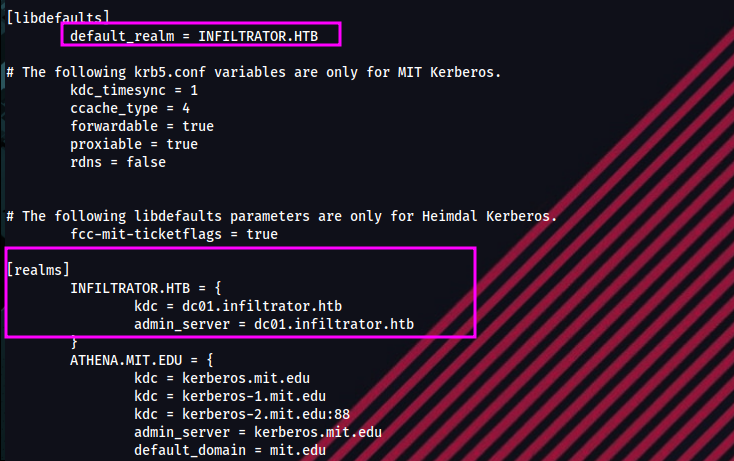 [libdefaults]
default_realm = INFILTRATOR.HTB
# The following krb5.conf variables are only for MIT Kerberos.
kdc_timesync = 1
ccache_type = 4
forwardable = true
proxiable = true
rdns = false
# The following libdefaults parameters are only for Heimdal Kerberos.
fcc-mit-ticketflags = true
[realms]
INFILTRATOR.HTB = {
kdc = dc01.infiltrator.htb
admin_server = dc01.infiltrator.htb
}
ATHENA.MIT.EDU = {
kdc = kerberos.mit.edu
kdc = kerberos-1.mit.edu
kdc = kerberos-2.mit.edu:88
admin_server = kerberos.mit.edu
default_domain = mit.edu